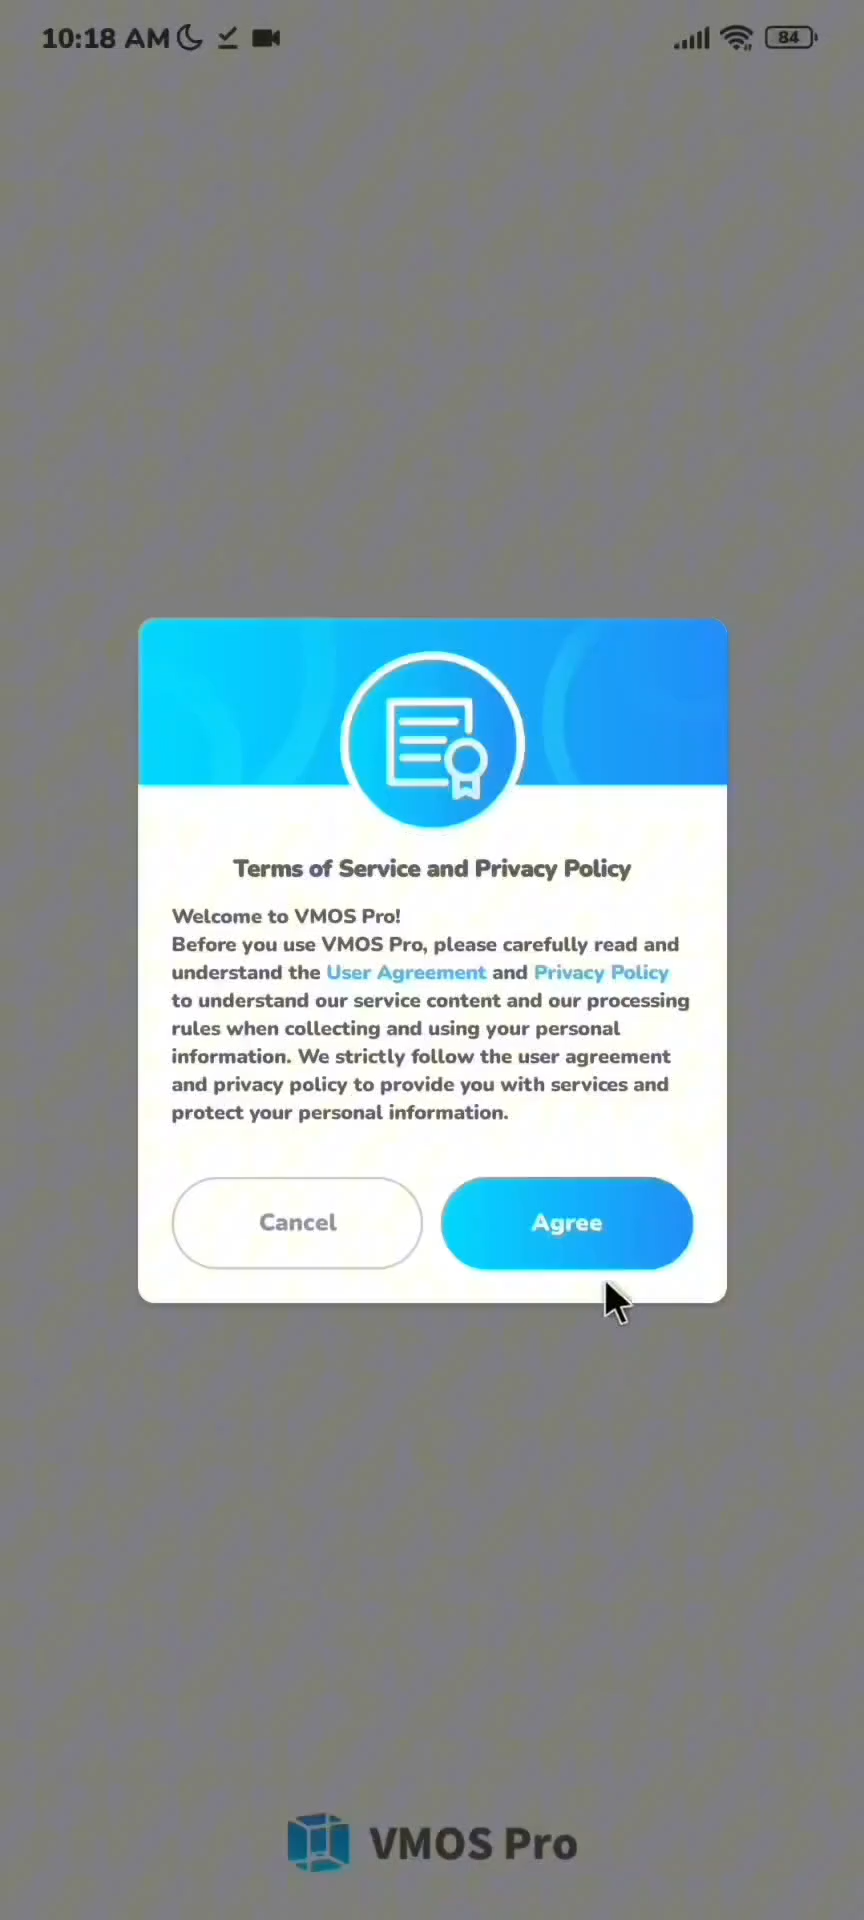 10:18 AM
84
Terms of Service and Privacy Policy
Welcome to VMOS Pro!
Before you use VMOS Pro, please carefully read and
understand the User Agreement and Privacy Policy
to understand our service content and our processing
rules when collecting and using your personal
information. We strictly follow the user agreement
and privacy policy to provide you with services and
protect your personal information.
Cancel
Agree
VMOS Pro